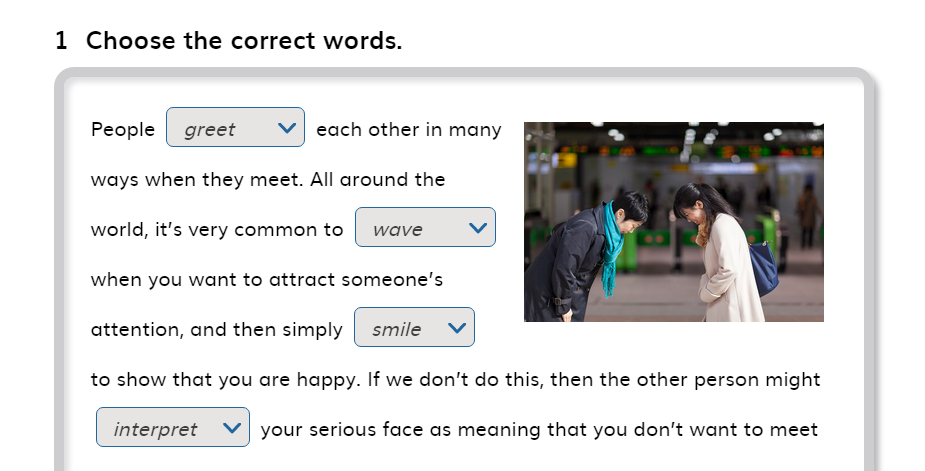 1 Choose the correct words.
People greet each other in many
ways when they meet. All around the
world, it's very common to wave
when you want to attract someone's
attention, and then simply smile
to show that you are happy. If we don't do this, then the other person might
interpret your serious face as meaning that you don't want to meet